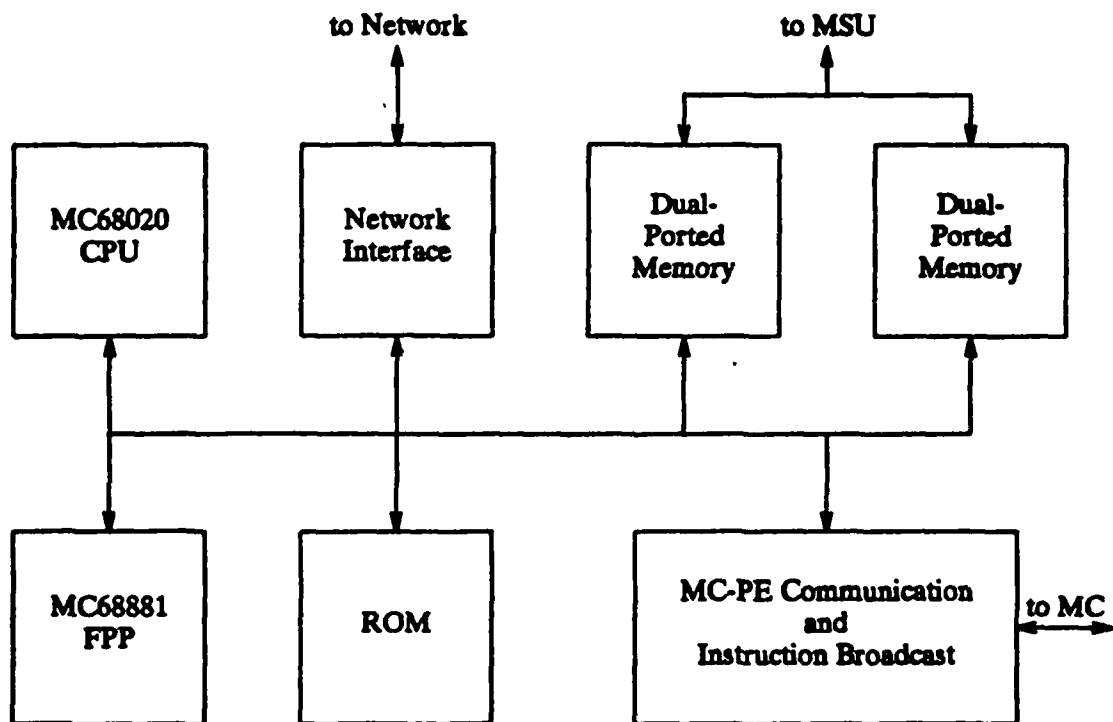 to Network
to MSU
MC68020
CPU
Network
Interface
Dual-
Ported
Memory
Dual-
Ported
Memory
MC68881
FPP
ROM
MC-PE Communication
and
Instruction Broadcast
to MC